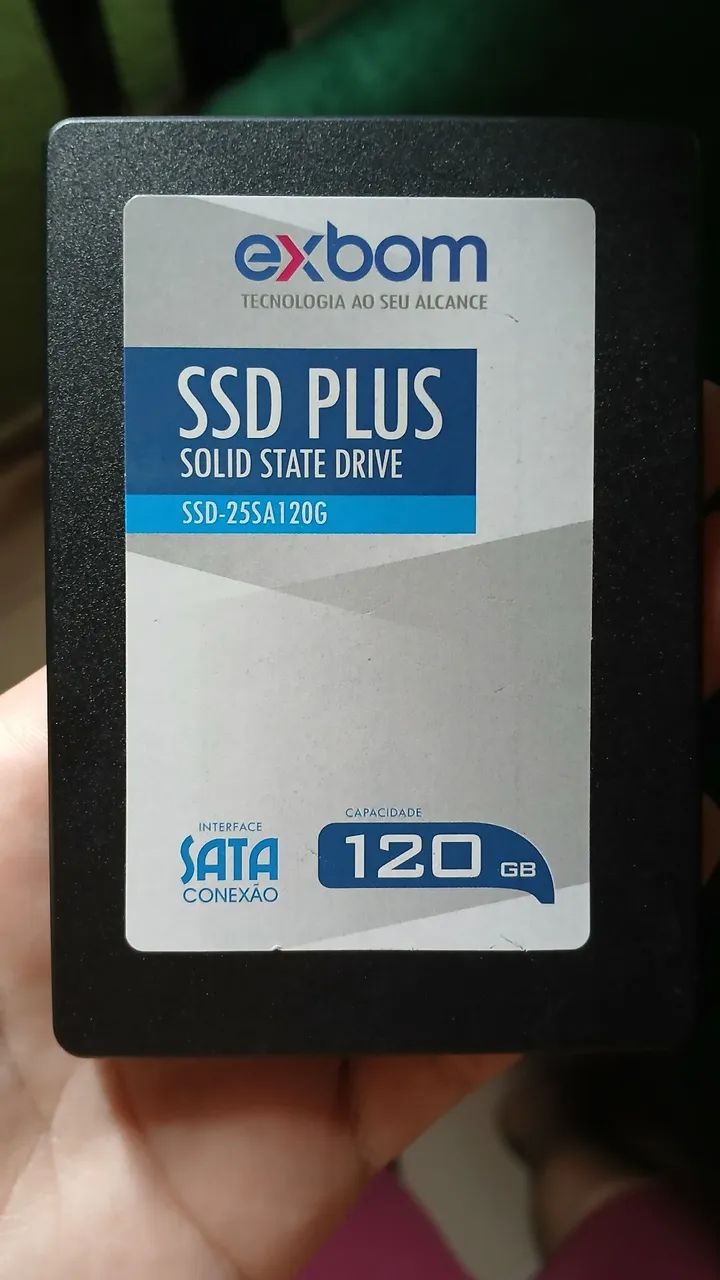 exbom
TECNOLOGIA AO SEU ALCANCE
SSD PLUS
SOLID STATE DRIVE
SSD-25SA120G
INTERFACE
SATA
CONEXÃO
CAPACIDADE
120 GB